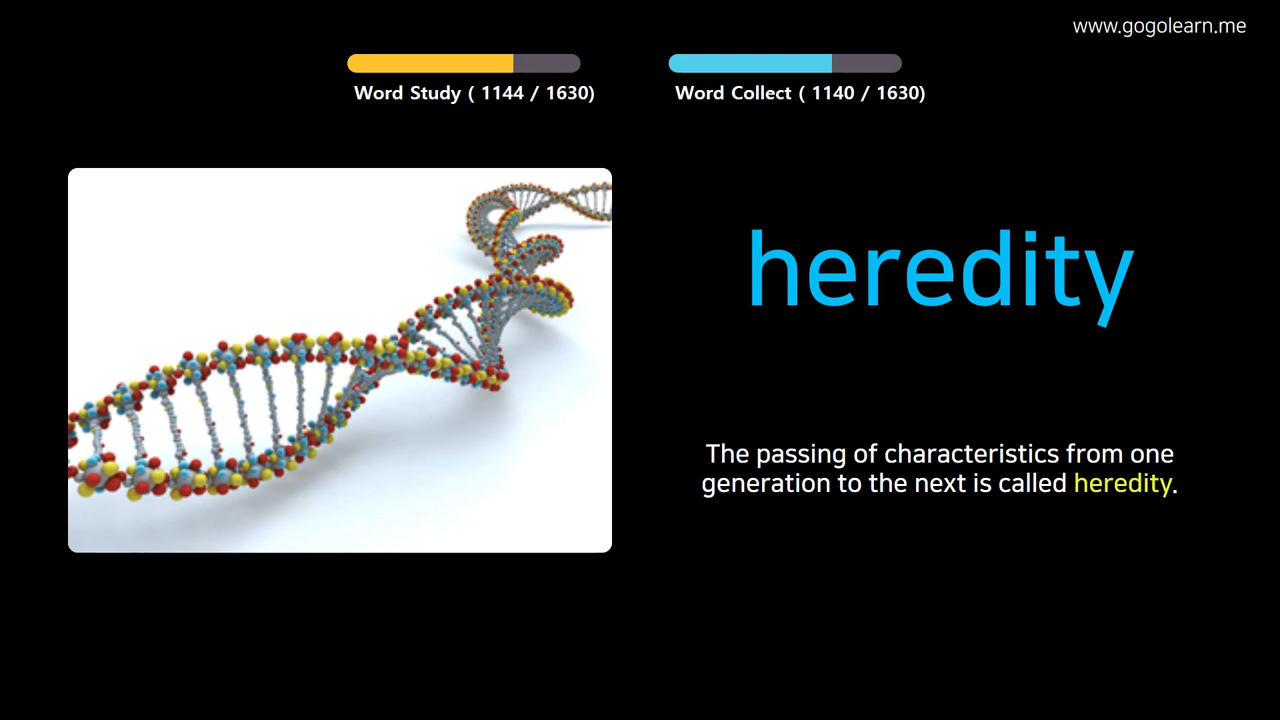 www.gogolearn.me
Word Study ( 1144 / 1630)
Word Collect ( 1140 / 1630)
heredity
The passing of characteristics from one
generation to the next is called heredity.